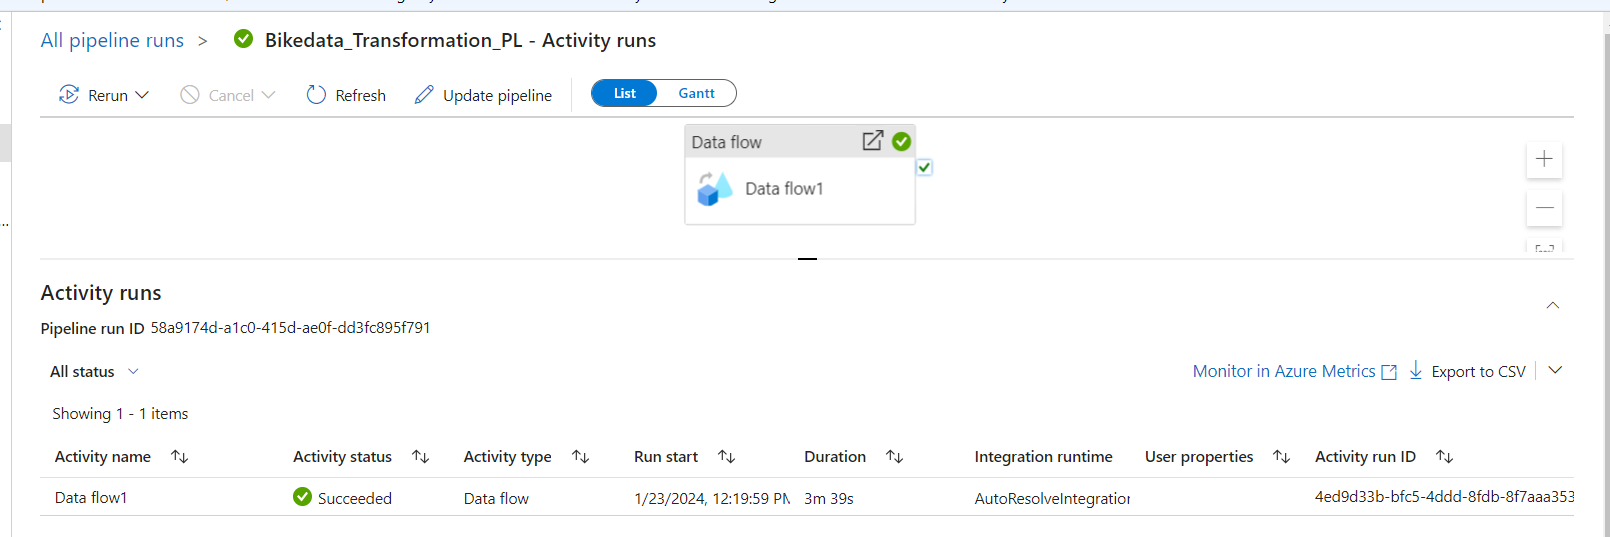 All pipeline runs > Bikedata_Transformation_PL - Activity runs
Rerun Cancel Refresh Update pipeline List Gantt
Data flow
Data flow1
Activity runs
Pipeline run ID 58a9174d-a1c0-415d-ae0f-dd3fc895f791
All status Monitor in Azure Metrics Export to CSV
Showing 1 - 1 items
Activity name Activity status Activity type Run start Duration Integration runtime User properties Activity run ID
Data flow1 Succeeded Data flow 1/23/2024, 12:19:59 PM 3m 39s AutoResolveIntegration 4ed9d33b-bfc5-4ddd-8fdb-8f7aaa353